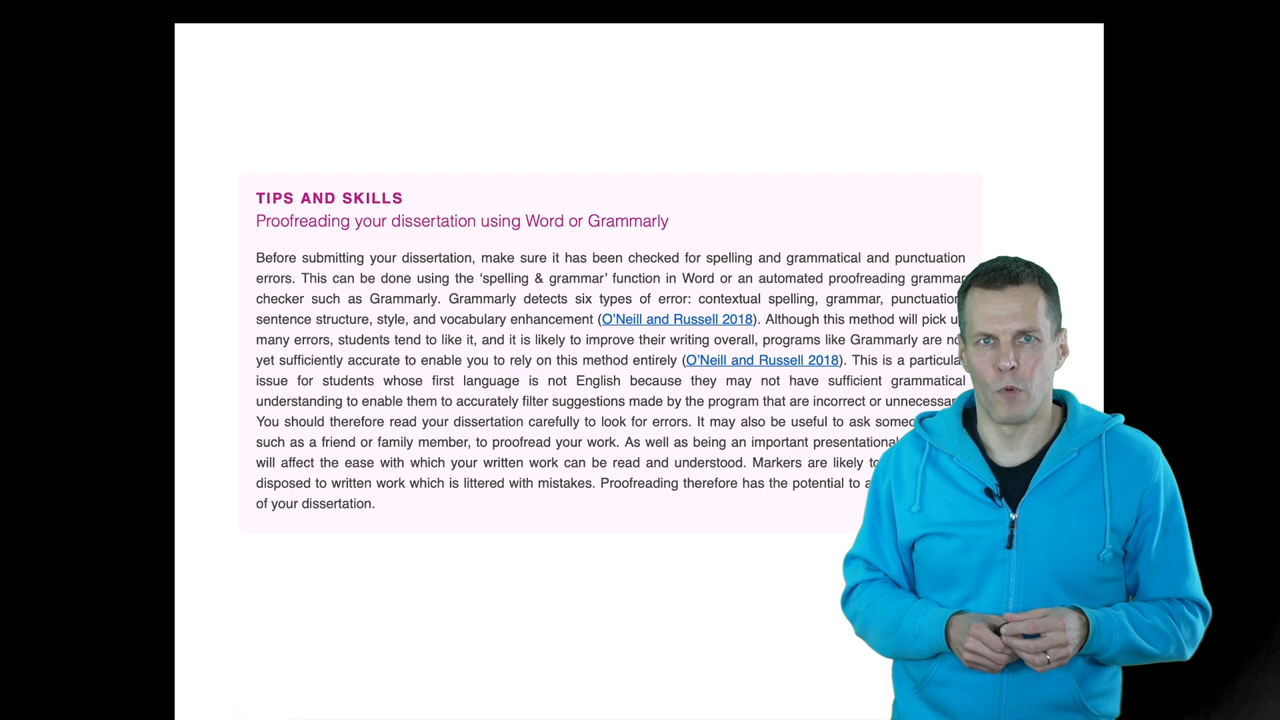 TIPS AND SKILLS
Proofreading your dissertation using Word or Grammarly
Before submitting your dissertation, make sure it has been checked for spelling and grammatical and punctuation
errors. This can be done using the ‘spelling & grammar’ function in Word or an automated proofreading grammar
checker such as Grammarly. Grammarly detects six types of error: contextual spelling, grammar, punctuation
sentence structure, style, and vocabulary enhancement (O’Neill and Russell 2018). Although this method will pick
many errors, students tend to like it, and it is likely to improve their writing overall, programs like Grammarly are
yet sufficiently accurate to enable you to rely on this method entirely (O’Neill and Russell 2018). This is a particular
issue for students whose first language is not English because they may not have sufficient grammatical
understanding to enable them to accurately filter suggestions made by the program that are incorrect or
You should therefore read your dissertation carefully to look for errors. It may also be useful to ask
such as a friend or family member, to proofread your work. As well as being an important presentational
will affect the ease with which your written work can be read and understood. Markers are likely
disposed to written work which is littered with mistakes. Proofreading therefore has the potential to
of your dissertation.